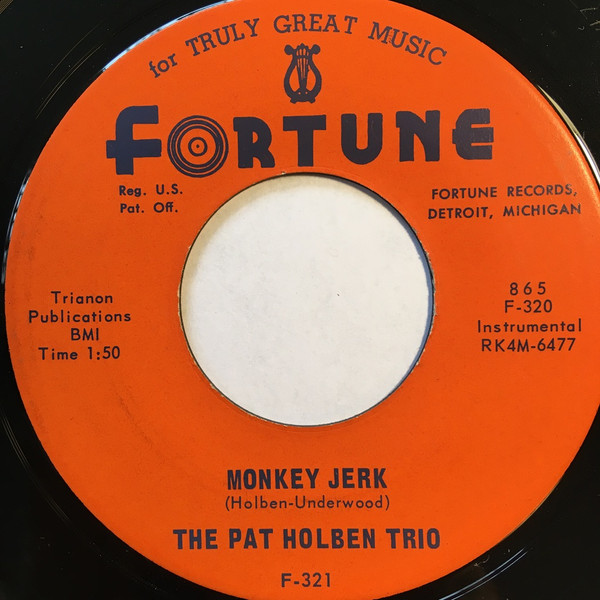 for TRULY GREAT MUSIC
FORTUNE
Reg. U.S.
Pat. Off.
FORTUNE RECORDS,
DETROIT, MICHIGAN
Trianon
Publications
BMI
Time 1:50
865
F-320
Instrumental
RK4M-6477
MONKEY JERK
(Holben-Underwood)
THE PAT HOLBEN TRIO
F-321